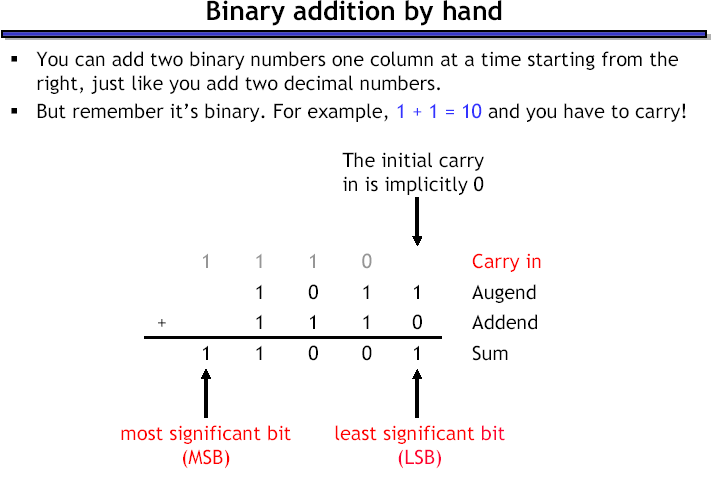 Binary addition by hand
▪ You can add two binary numbers one column at a time starting from the
right, just like you add two decimal numbers.
▪ But remember it’s binary. For example, 1 + 1 = 10 and you have to carry!
The initial carry
in is implicitly 0
1 1 1 0 Carry in
1 0 1 1 Augend
+ 1 1 1 0 Addend
1 1 0 0 1 Sum
most significant bit least significant bit
(MSB) (LSB)